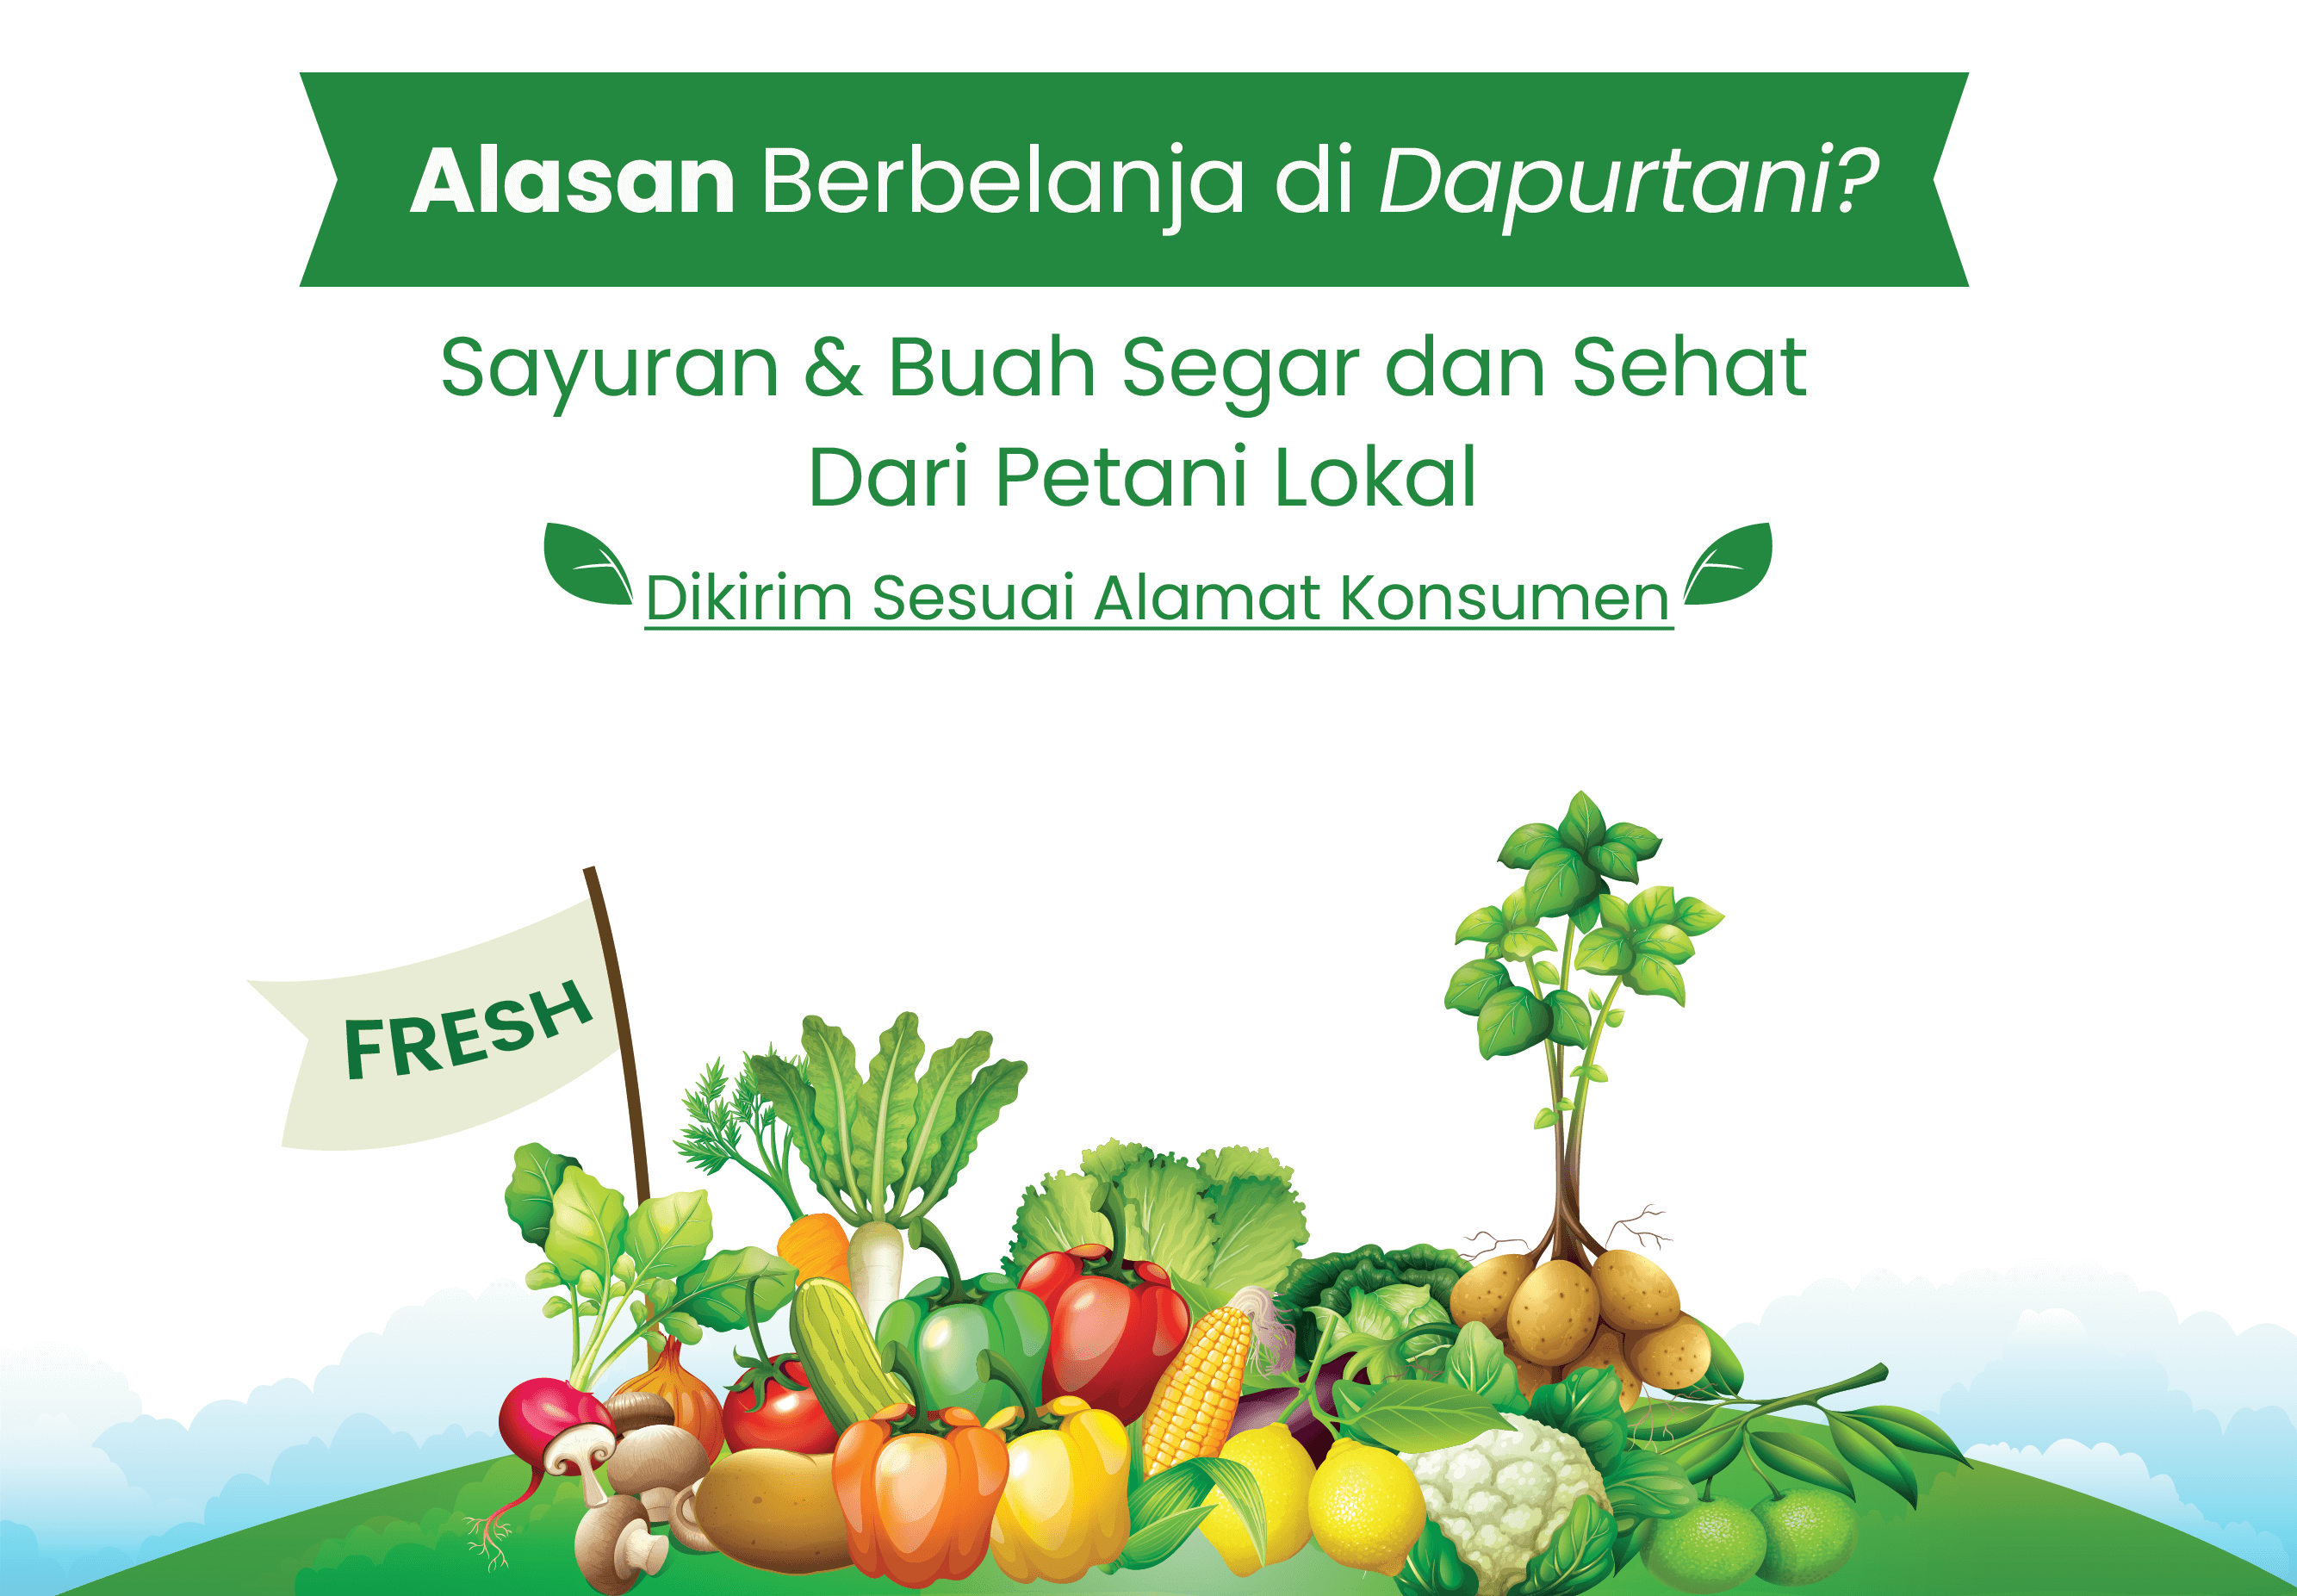 Alasan Berbelanja di Dapurtani?
Sayuran & Buah Segar dan Sehat
Dari Petani Lokal
Dikirim Sesuai Alamat Konsumen
FRESH